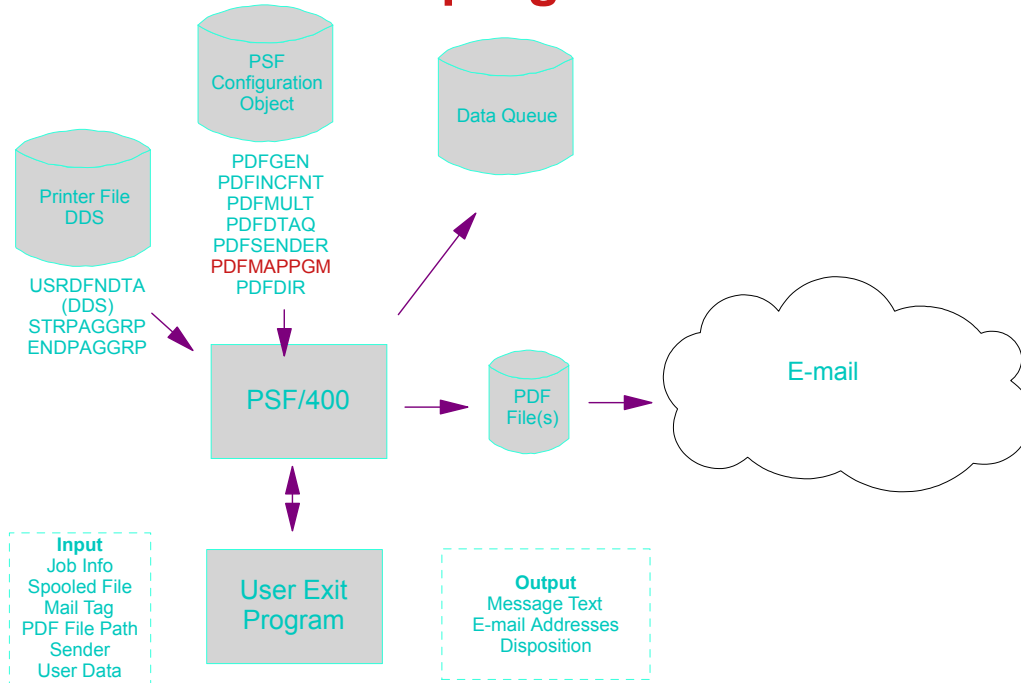 PSF
Configuration
Object
Data Queue
Printer File
DDS
PDFGEN
PDFINCFNT
PDFMULT
PDFDTAQ
PDFSENDER
PDFMAPPGM
PDFDIR
USRDFNDTA
(DDS)
STRPAGGRP
ENDPAGGRP
PSF/400
PDF
File(s)
E-mail
Input
Job Info
Spooled File
Mail Tag
PDF File Path
Sender
User Data
User Exit
Program
Output
Message Text
E-mail Addresses
Disposition